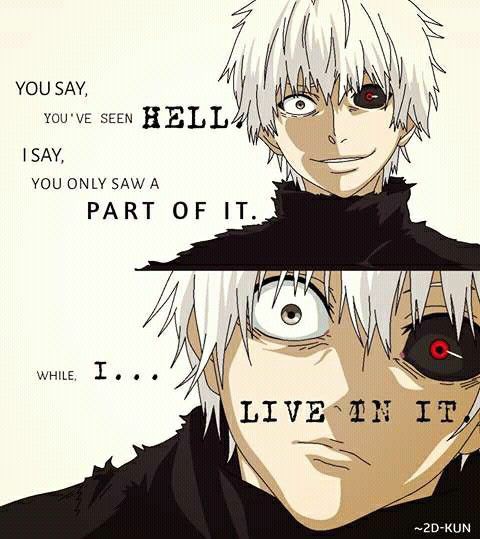 YOU SAY,
YOU'VE SEEN HELL.
I SAY,
YOU ONLY SAW A
PART OF IT.
WHILE, I...
LIVE IN IT.
~2D-KUN